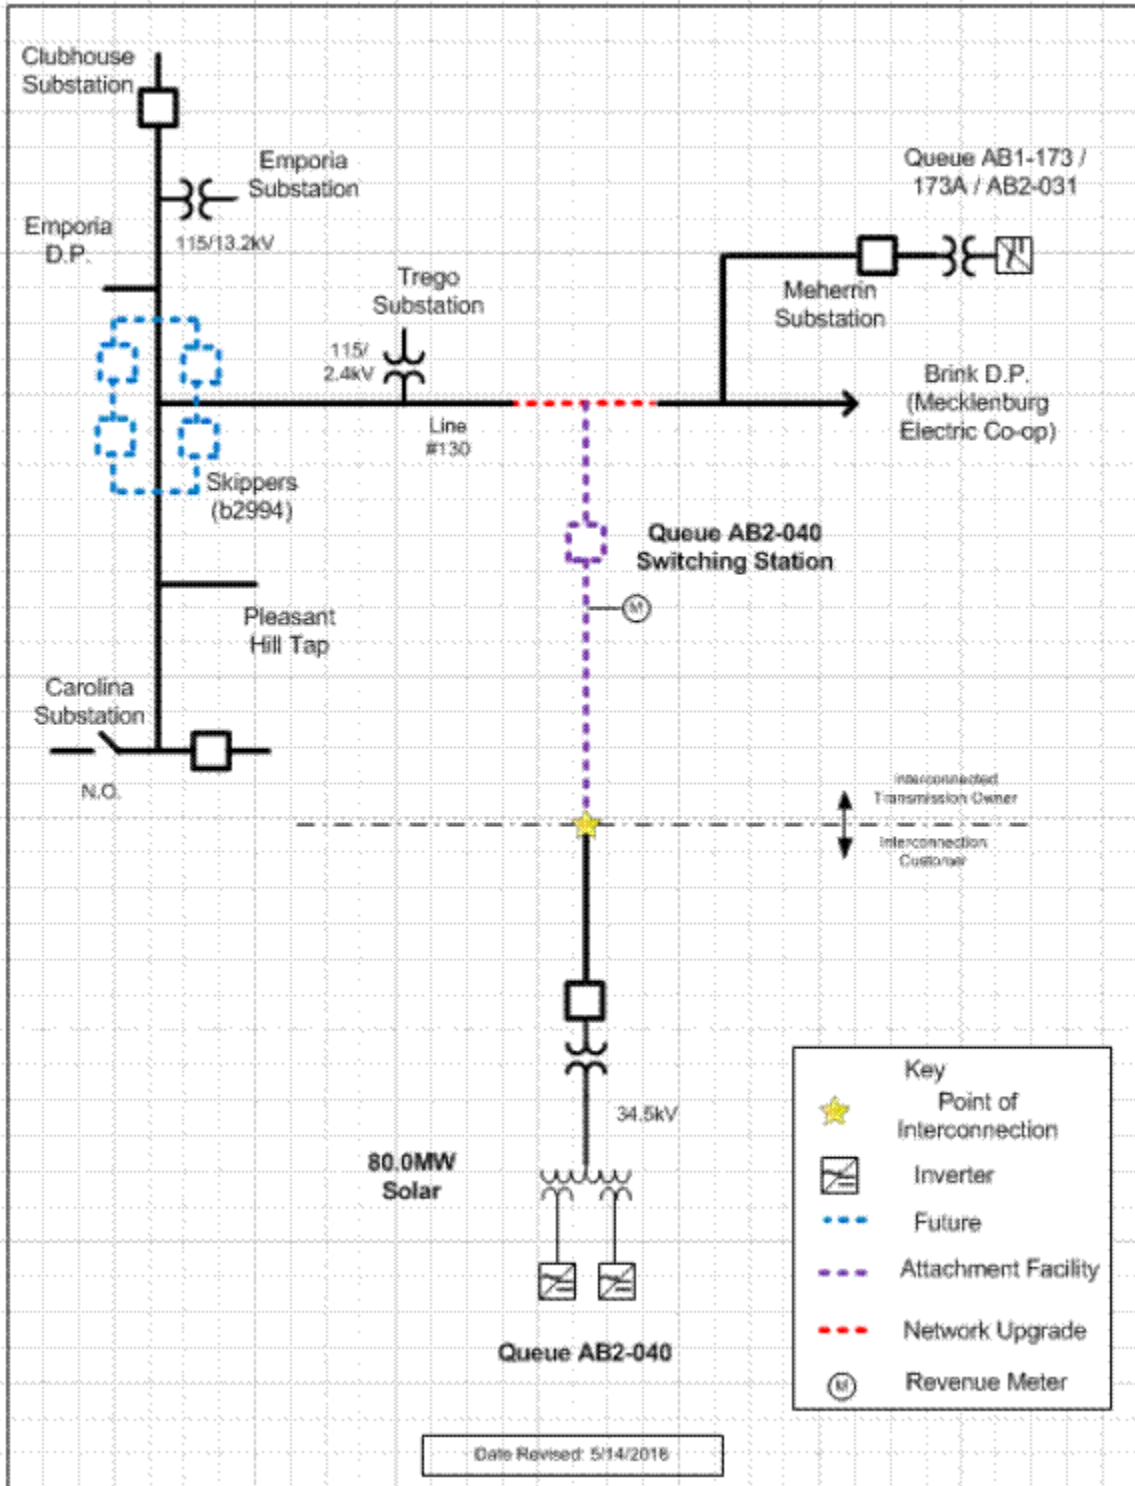 Clubhouse
Substation
Emporia
Substation
Queue AB1-173 /
173A / AB2-031
Emporia
D.P.
115/13.2kV
Trego
Substation
Meherrin
Substation
115/
2.4kV
Brink D.P.
(Mecklenburg
Electric Co-op)
Line
#130
Skippers
(b2994)
Queue AB2-040
Switching Station
M
Pleasant
Hill Tap
Carolina
Substation
N.O.
Interconnected
Transmission Owner
Interconnection
Customer
34.5kV
80.0MW
Solar
Queue AB2-040
Key
Point of
Interconnection
Inverter
Future
Attachment Facility
Network Upgrade
M
Revenue Meter
Date Revised: 5/14/2018